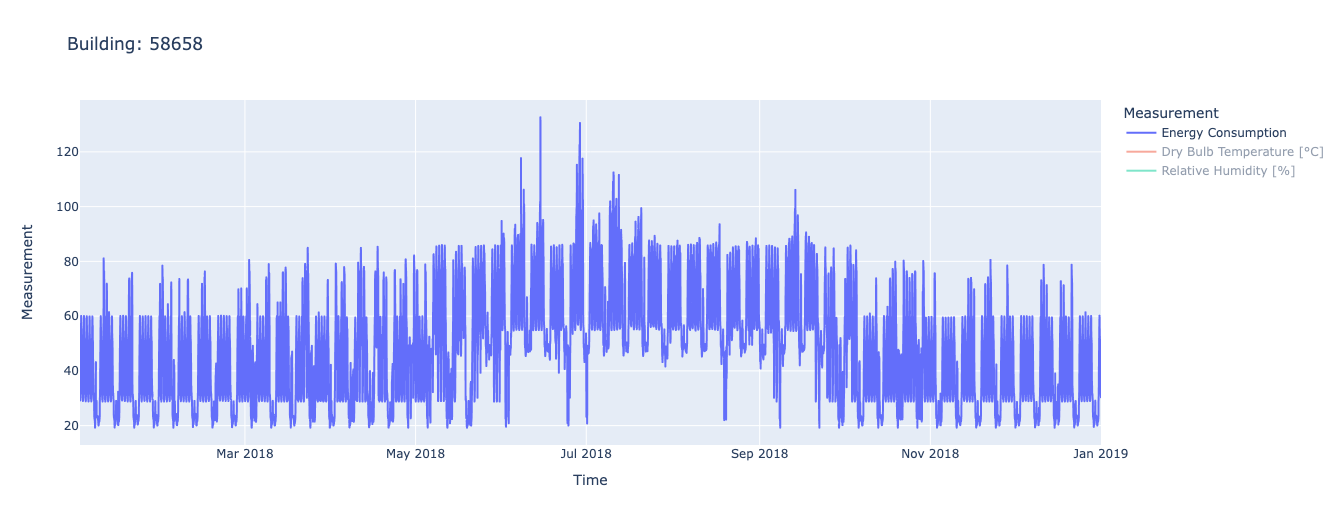 Building: 58658
Measurement
Energy Consumption
Dry Bulb Temperature [°C]
Relative Humidity [%]
Measurement
120
100
80
60
40
20
Mar 2018
May 2018
Jul 2018
Sep 2018
Nov 2018
Jan 2019
Time